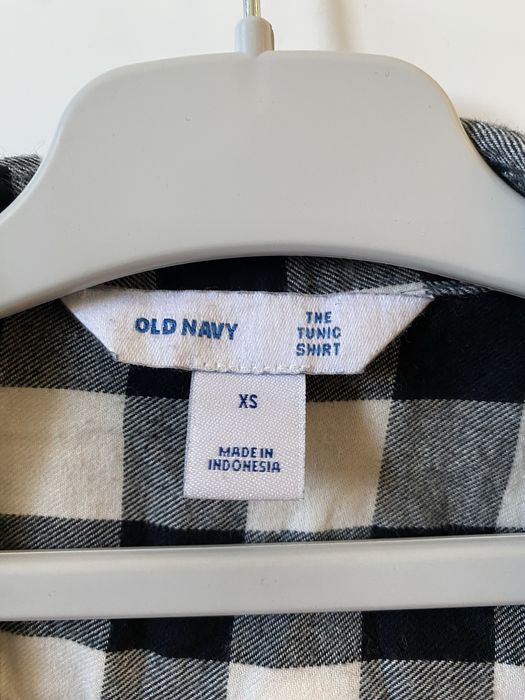 OLD NAVY
THE
TUNIC
SHIRT
XS
MADE IN
INDONESIA